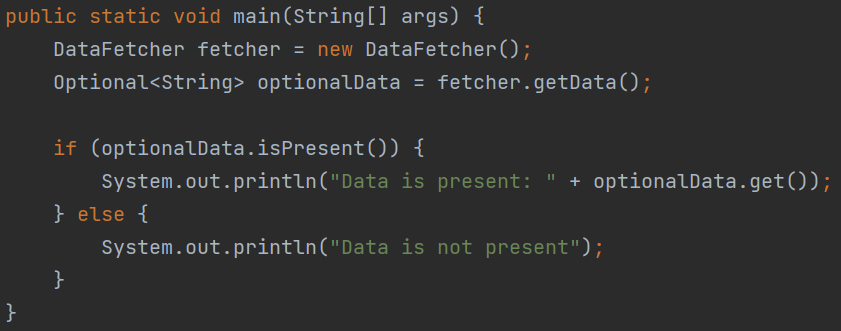 public static void main(String[] args) {
    DataFetcher fetcher = new DataFetcher();
    Optional<String> optionalData = fetcher.getData();

    if (optionalData.isPresent()) {
        System.out.println("Data is present: " + optionalData.get());
    } else {
        System.out.println("Data is not present");
    }
}